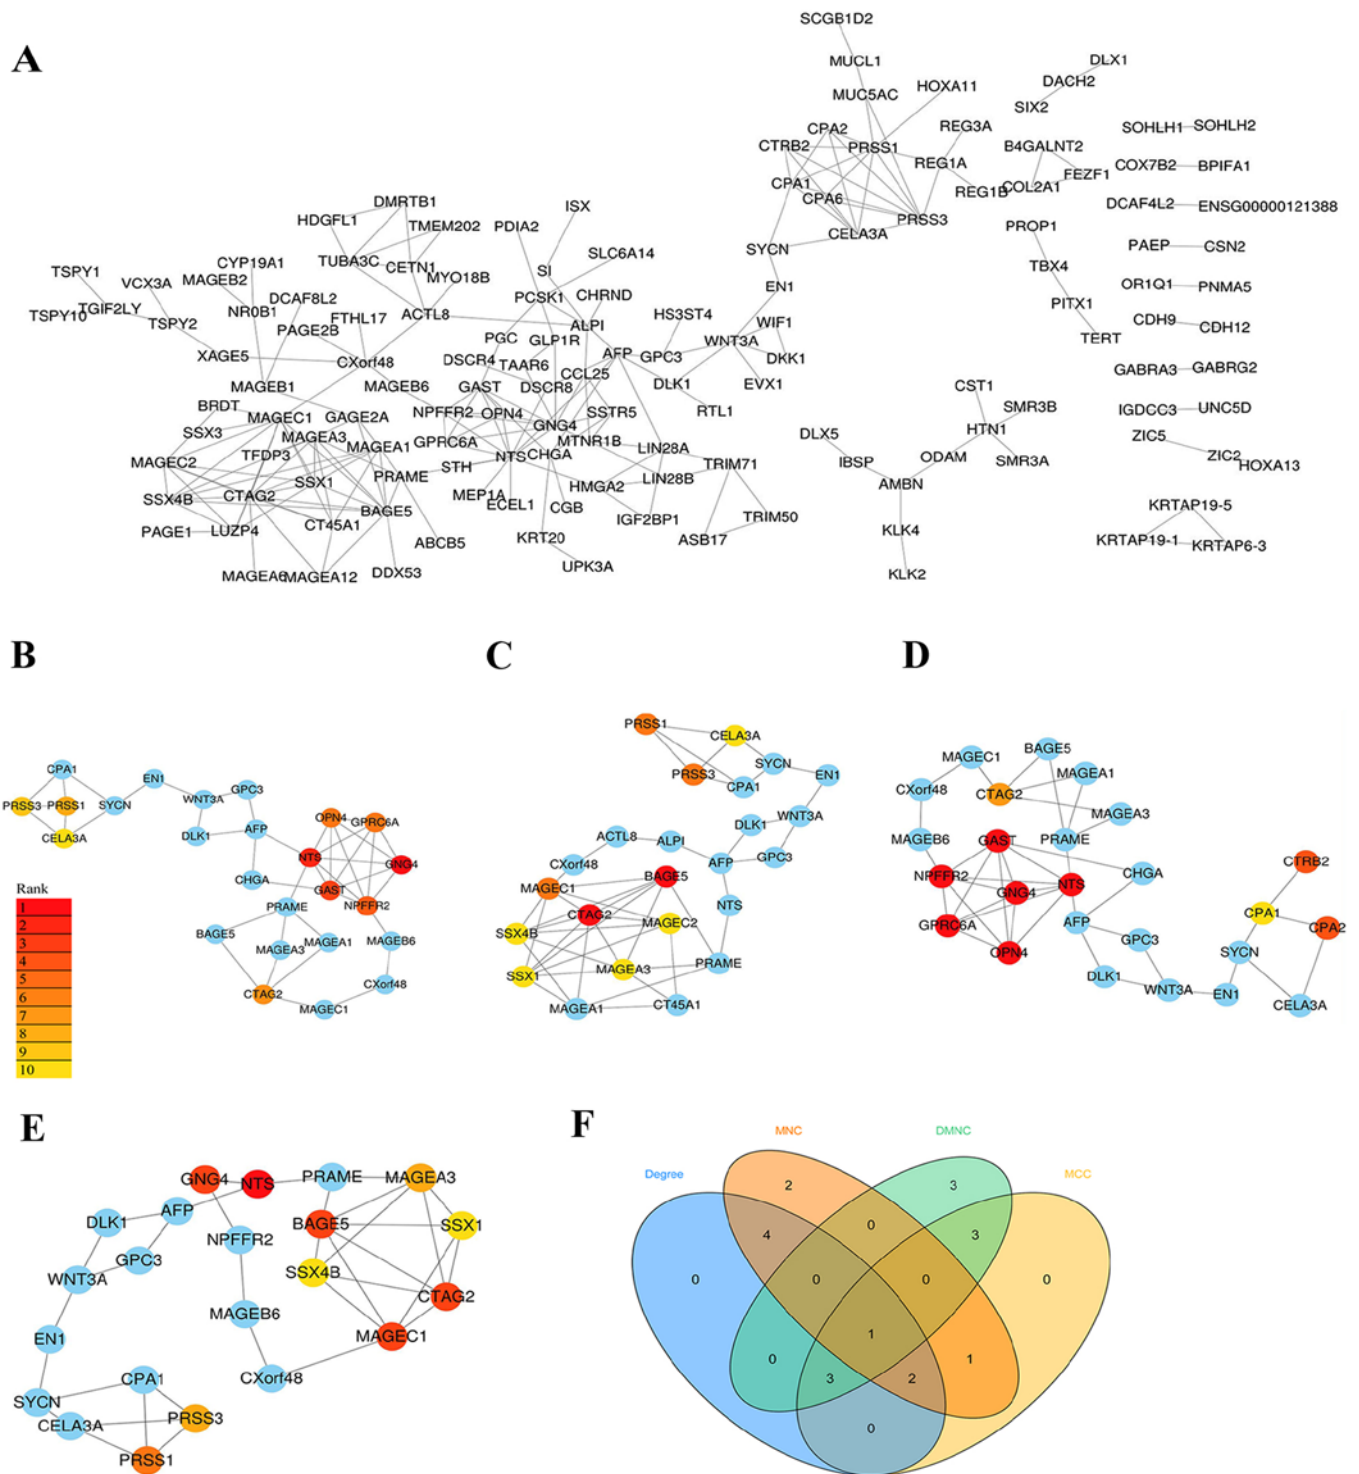 A
SCGB1D2
MUCL1
MUC5AC
HOXA11
DLX1
DACH2
SIX2
CPA2
CTRB2
PRSS1
REG3A
REG1A
REG1B
CPA1
CPA6
PRSS3
CELA3A
SYCN
B4GALNT2
FEZF1
COL2A1
SOHLH1 SOHLH2
COX7B2 BPIFA1
DCAF4L2 ENSG00000121388
PAEP CSN2
OR1Q1 PNMA5
CDH9 CDH12
GABRA3 GABRG2
IGDCC3 UNC5D
ZIC5
ZIC2
HOXA13
KRTAP19-5
KRTAP19-1 KRTAP6-3
PROP1
TBX4
PITX1
TERT
DMRTB1
HDGFL1
TMEM202
TUBA3C
CETN1
MYO18B
ACTL8
PDIA2
ISX
SLC6A14
SI
PCSK1
CHRND
ALPI
TSPY1
VCX3A
TGIF2LY
TSPY10
TSPY2
XAGE5
CYP19A1
MAGEB2
NR0B1
DCAF8L2
PAGE2B
FTHL17
CXorf48
MAGEB1
MAGEB6
PGC
GLP1R
DSCR4
TAAR6
CCL25
AFP
GPC3
HS3ST4
WNT3A
EN1
WIF1
DKK1
EVX1
DLK1
RTL1
GAST
DSCR8
NPFFR2
OPN4
GNG4
SSTR5
GPRC6A
NTS
CHGA
MTNR1B
LIN28A
LIN28B
TRIM71
TRIM50
ASB17
HMGA2
IGF2BP1
STH
MEP1A
ECEL1
CGB
KRT20
UPK3A
BRDT
SSX3
MAGEC1
GAGE2A
MAGEA3
MAGEA1
TFDP3
MAGEC2
SSX1
PRAME
SSX4B
CTAG2
BAGE5
PAGE1
LUZP4
CT45A1
ABCB5
MAGEA6
MAGEA12
DDX53
CST1
SMR3B
HTN1
SMR3A
ODAM
DLX5
IBSP
AMBN
KLK4
KLK2
B
CPA1
EN1
PRSS3
PRSS1
SYCN
CELA3A
WNT3A
GPC3
DLK1
AFP
CHGA
OPN4
GPRC6A
NTS
GNG4
GAST
NPFFR2
PRAME
BAGE5
MAGEA3
MAGEA1
MAGEB6
CTAG2
CXorf48
MAGEC1
Rank
1
2
3
4
5
6
7
8
9
10
C
PRSS1
CELA3A
PRSS3
SYCN
CPA1
EN1
WNT3A
DLK1
GPC3
ACTL8
ALPI
AFP
CXorf48
NTS
MAGEC1
BAGE5
CTAG2
MAGEC2
SSX4B
SSX1
MAGEA3
PRAME
MAGEA1
CT45A1
D
MAGEC1
BAGE5
CXorf48
CTAG2
MAGEA1
MAGEA3
MAGEB6
GAST
PRAME
NPFFR2
GNG4
NTS
CHGA
GPRC6A
AFP
OPN4
GPC3
DLK1
WNT3A
EN1
SYCN
CTRB2
CPA1
CPA2
CELA3A
E
GNG4
NTS
PRAME
MAGEA3
DLK1
AFP
BAGE5
SSX1
NPFFR2
GPC3
WNT3A
SSX4B
MAGEB6
CTAG2
EN1
MAGEC1
CXorf48
CPA1
SYCN
CELA3A
PRSS3
PRSS1
F
MNC
DMNC
Degree
MCC
2
3
4
0
3
0
0
0
0
1
0
1
3
2
0